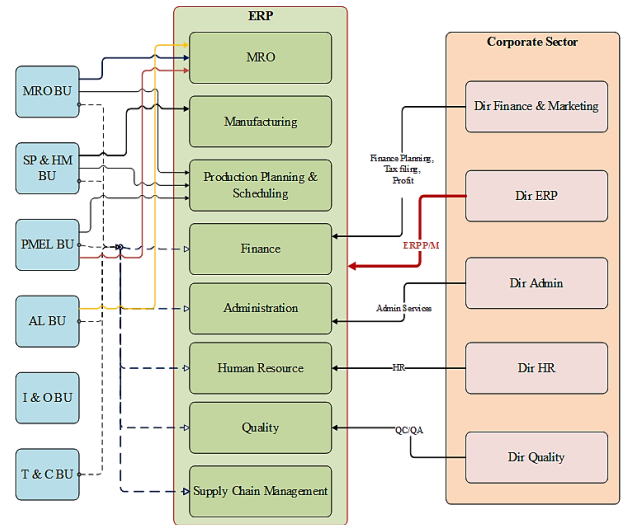 ERP
Corporate Sector
MRO BU
SP & HM
BU
PMEL BU
AL BU
I & O BU
T & C BU
MRO
Manufacturing
Production Planning &
Scheduling
Finance
Administration
Human Resource
Quality
Supply Chain Management
Finance Planning,
Tax filing,
Profit
ERP P/M
Admin Services
HR
QC/QA
Dir Finance & Marketing
Dir ERP
Dir Admin
Dir HR
Dir Quality